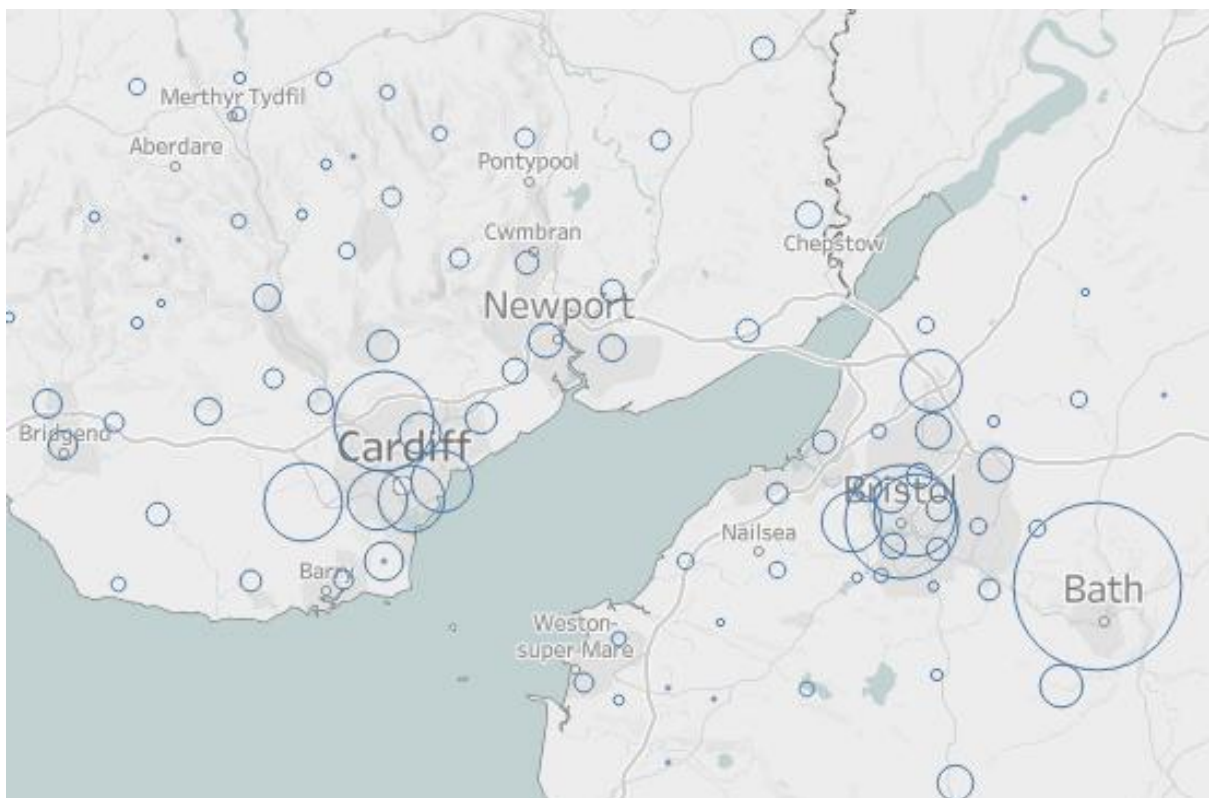 Merthyr Tydfil
Aberdare
Pontypool
Cwmbran
Chepstow
Newport
Bridgend
Cardiff
Bristol
Nailsea
Barry
Bath
Weston-
super Mare